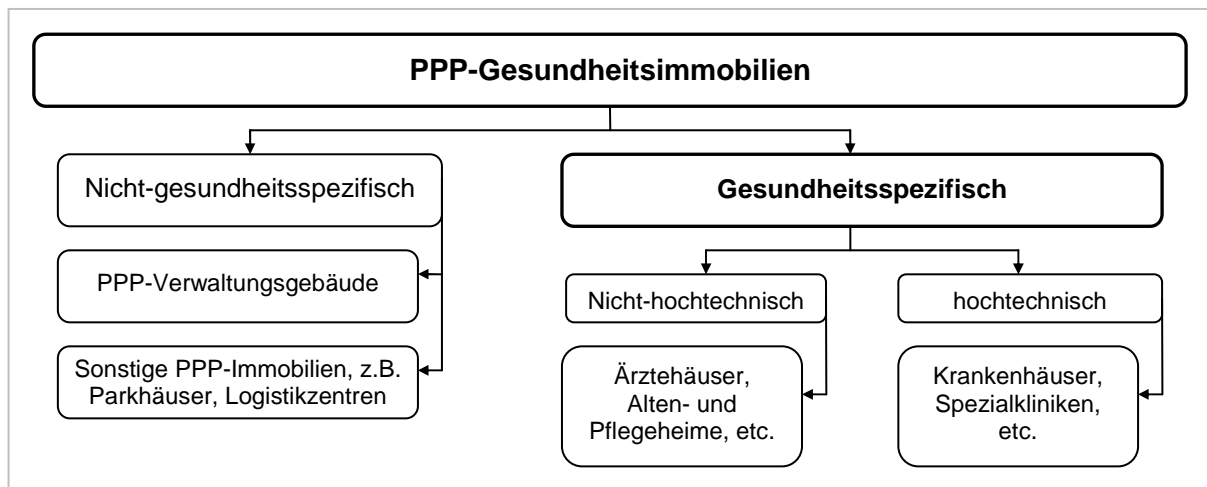 PPP-Gesundheitsimmobilien
Nicht-gesundheitsspezifisch
PPP-Verwaltungsgebäude
Sonstige PPP-Immobilien, z.B.
Parkhäuser, Logistikzentren
Gesundheitsspezifisch
Nicht-hochtechnisch
Ärztehäuser,
Alten- und
Pflegeheime, etc.
hochtechnisch
Krankenhäuser,
Spezialkliniken,
etc.